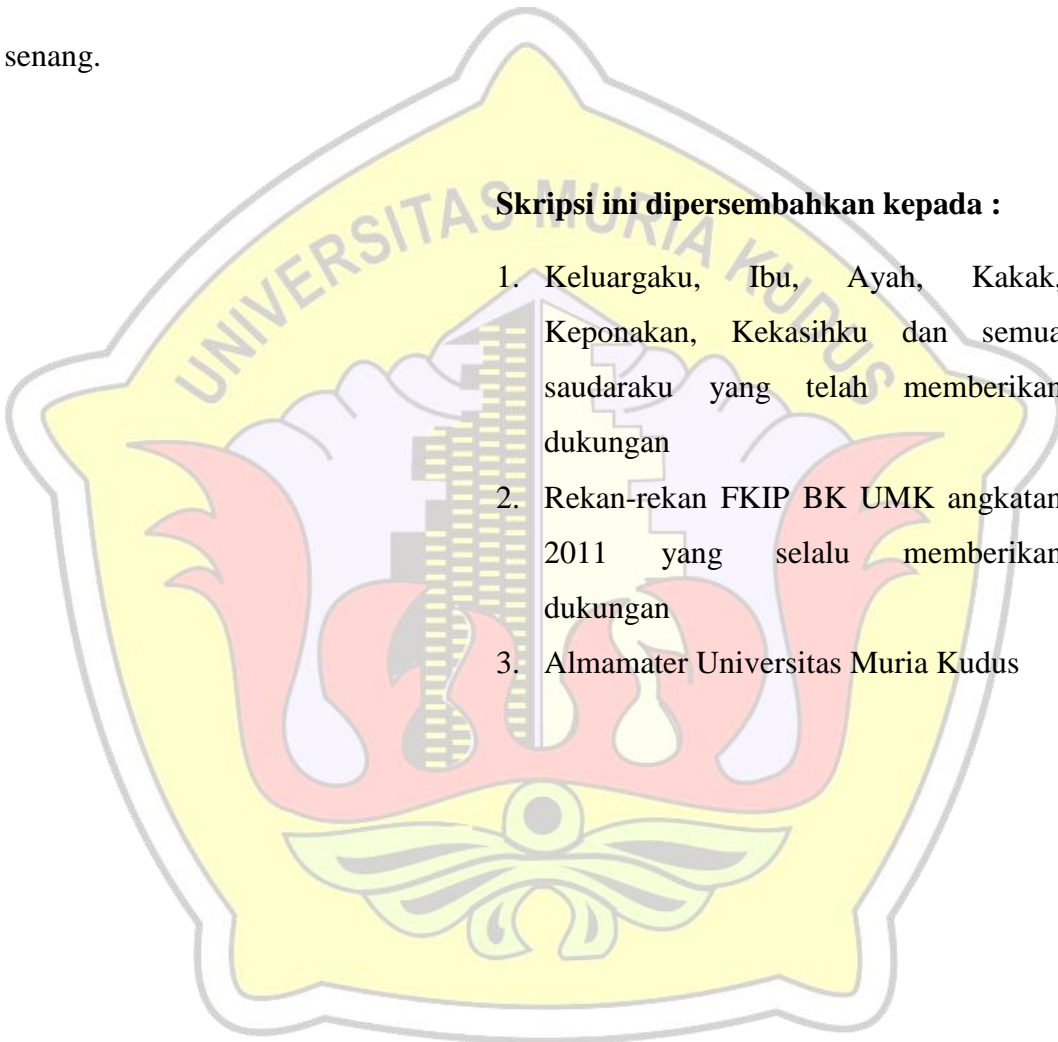 senang.
UNIVERSITAS MURIA KUDUS
Skripsi ini dipersembahkan kepada :
1. Keluargaku, Ibu, Ayah, Kakak,
Keponakan, Kekasihku dan semua
saudaraku yang telah memberikan
dukungan
2. Rekan-rekan FKIP BK UMK angkatan
2011 yang selalu memberikan
dukungan
3. Almamater Universitas Muria Kudus